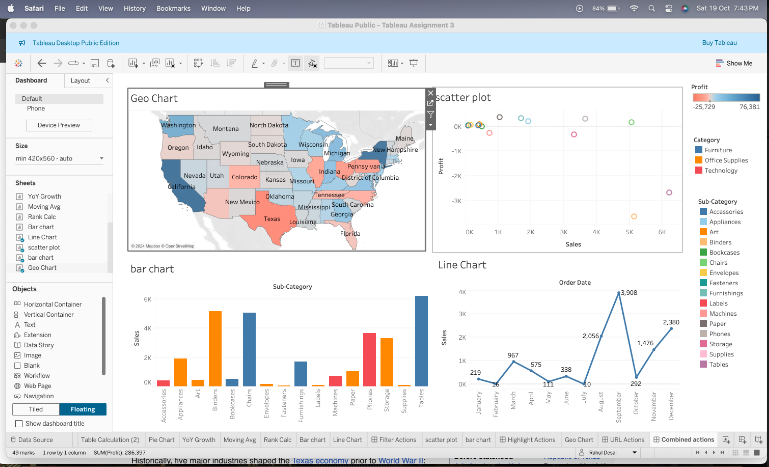 Safari File Edit View History Bookmarks Window Help
84% Sat 19 Oct 7:43 PM
Tableau Public - Tableau Assignment 3
Tableau Desktop Public Edition
Buy Tableau
Show Me
Dashboard Layout
Default
Phone
Device Preview
Size
min 420x560 - auto
Sheets
YoY Growth
Moving Avg
Rank Calc
Bar chart
Line Chart
scatter plot
bar chart
Geo Chart
Objects
Horizontal Container
Vertical Container
Text
Extension
Data Story
Image
Blank
Workflow
Web Page
Navigation
Tiled Floating
Show dashboard title
Geo Chart
Washington
Montana
North Dakota
Maine
Oregon
Idaho
South Dakota
Wisconsin
New Hampshire
Wyoming
Michigan
Nebraska
Iowa
Pennsylvan
Nevada
Utah
Colorado
Kansas
Missouri
Indiana
District of Columbia
California
Oklahoma
Tennessee
New Mexico
Mississippi
South Carolina
Texas
Georgia
Louisiana
Florida
© 2024 Mapbox © OpenStreetMap
scatter plot
Profit
0K
-1K
-2K
-3K
0K 1K 2K 3K 4K 5K 6K
Sales
Profit
-25,729 76,381
Category
Furniture
Office Supplies
Technology
Sub-Category
Accessories
Appliances
Art
Binders
Bookcases
Chairs
Envelopes
Fasteners
Furnishings
Labels
Machines
Paper
Phones
Storage
Supplies
Tables
bar chart
Sub-Category
Sales
6K
4K
2K
0K
Accessories
Appliances
Art
Binders
Bookcases
Chairs
Envelopes
Fasteners
Furnishings
Labels
Machines
Paper
Phones
Storage
Supplies
Tables
Line Chart
Order Date
Sales
4K
3K
2K
1K
0K
219
16
967
575
111
338
10
2,056
3,908
292
1,476
2,380
January
February
March
April
May
June
July
August
September
October
November
December
Data Source Table Calculation (2) Pie Chart YoY Growth Moving Avg Rank Calc Bar chart Line Chart Filter Actions scatter plot bar chart Highlight Actions Geo Chart URL Actions Combined actions
49 marks 1 row by 1 column SUM(Profit): 286,397
Rahul Desai
Historically, five major industries shaped the Texas economy prior to World War II: